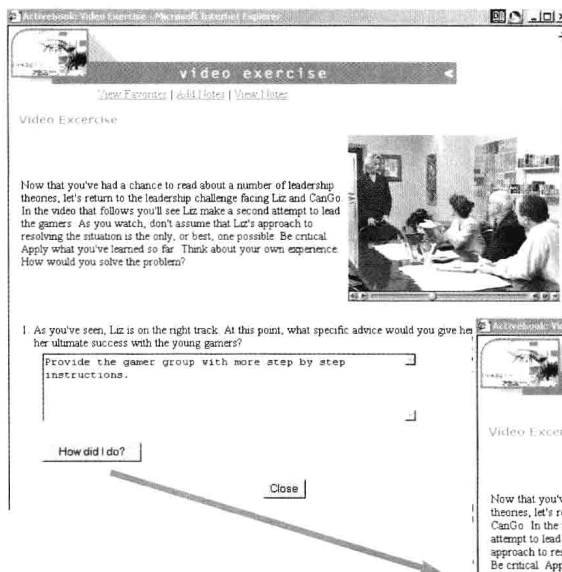 Activebook: Video Exercise - Microsoft Internet Explorer
video exercise
View Favorites | Add Notes | View Notes
Video Excercise
Now that you've had a chance to read about a number of leadership
theories, let's return to the leadership challenge facing Liz and CanGo.
In the video that follows you'll see Liz make a second attempt to lead
the gamers. As you watch, don't assume that Liz's approach to
resolving the situation is the only, or best, one possible. Be critical.
Apply what you've learned so far. Think about your own experience.
How would you solve the problem?
1. As you've seen, Liz is on the right track. At this point, what specific advice would you give her
her ultimate success with the young gamers?
Provide the gamer group with more step by step
instructions.
How did I do?
Close
Activebook: Vi
Video Excer
Now that you'v
theories, let's r
CanGo. In the
attempt to lead
approach to res
Be critical. App